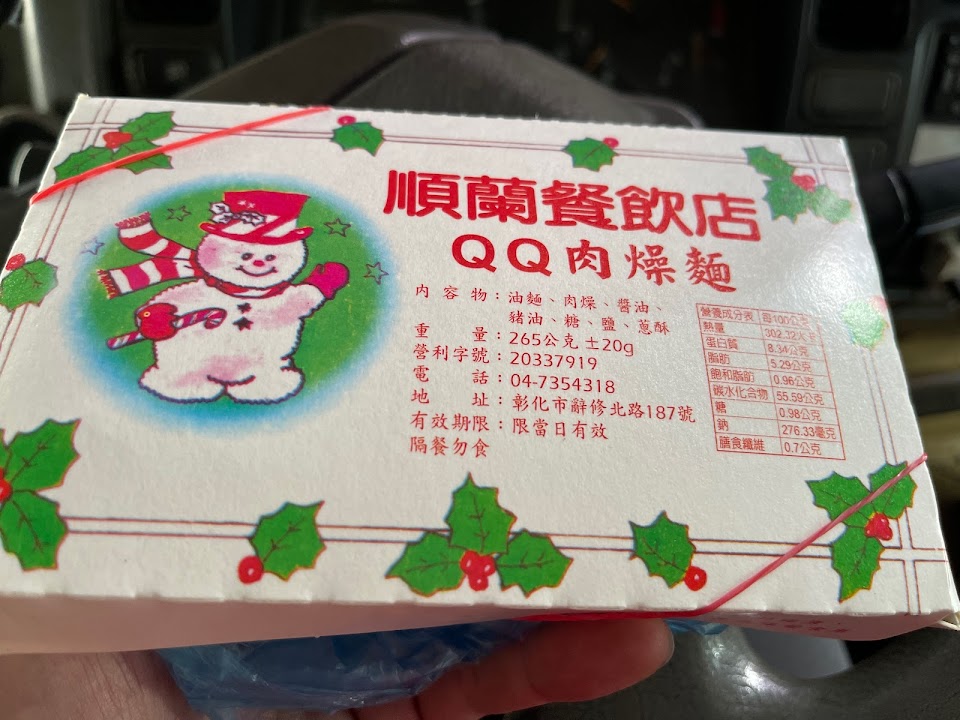 順蘭餐飲店
QQ肉燥麵
內容物：油麵、肉燥、醬油、
豬油、糖、鹽、蔥酥
重量：265公克 ±20g
營利字號：20337919
電話：04-7354318
地址：彰化市辭修北路187號
有效期限：限當日有效
隔餐勿食
營養成分表 每100公克
熱量 302.32大卡
蛋白質 8.34公克
脂肪 5.29公克
飽和脂肪 0.96公克
碳水化合物 55.59公克
糖 0.98公克
鈉 276.33毫克
膳食纖維 0.7公克